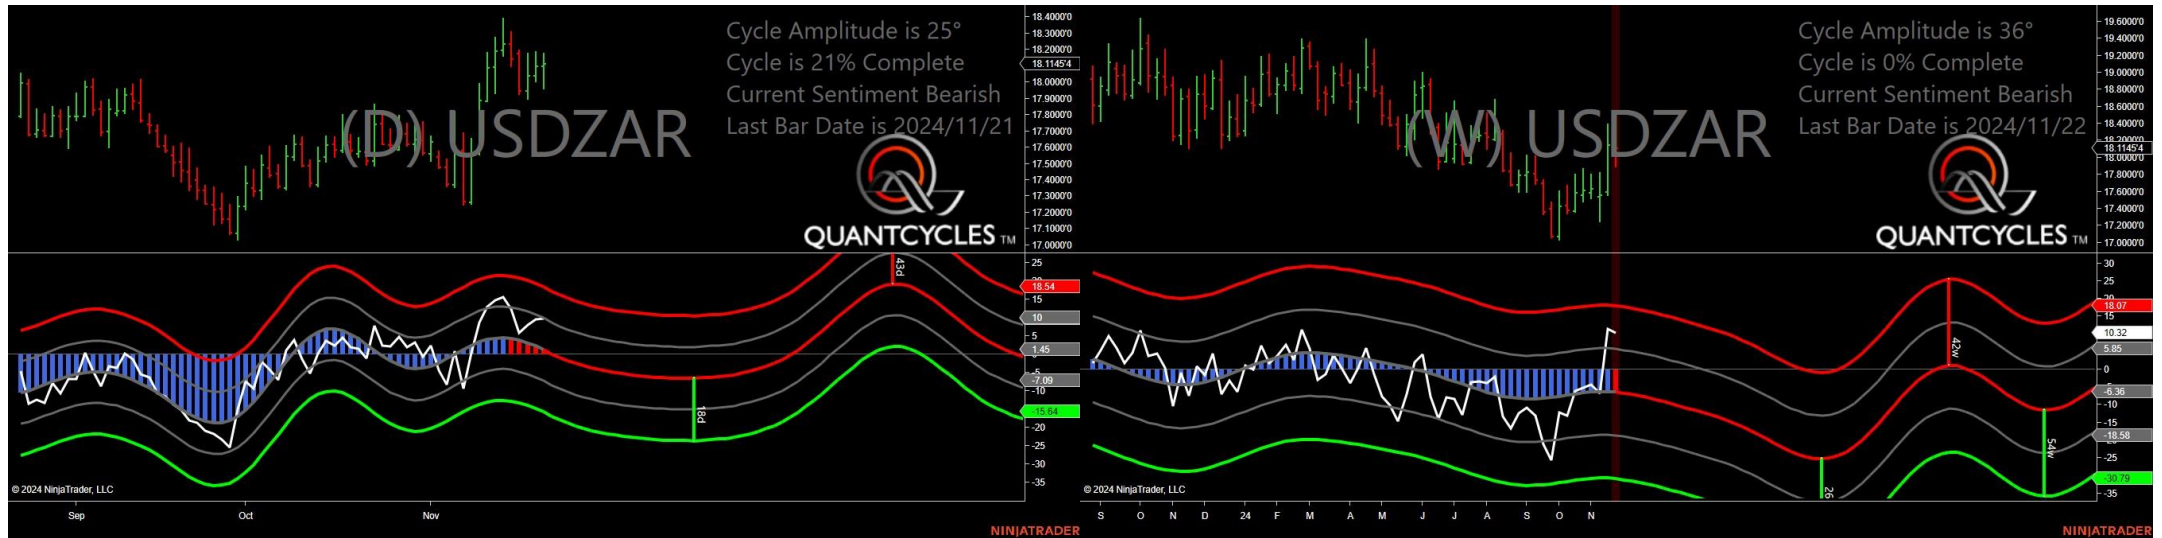 Cycle Amplitude is 25°
Cycle is 21% Complete
Current Sentiment Bearish
Last Bar Date is 2024/11/21
(D) USDZAR
QUANTCYCLES TM
18.4000'0
18.3000'0
18.2000'0
18.1145'4
18.0000'0
17.9000'0
17.8000'0
17.7000'0
17.6000'0
17.5000'0
17.4000'0
17.3000'0
17.2000'0
17.1000'0
17.0000'0
25
18.54
15
10
5
1.45
-7.09
-10
-15.64
-20
-25
-30
-35
43d
18d
© 2024 NinjaTrader, LLC
Sep Oct Nov
NINJATRADER
Cycle Amplitude is 36°
Cycle is 0% Complete
Current Sentiment Bearish
Last Bar Date is 2024/11/22
(W) USDZAR
QUANTCYCLES TM
19.6000'0
19.4000'0
19.2000'0
19.0000'0
18.8000'0
18.6000'0
18.4000'0
18.2000'0
18.1145'4
18.0000'0
17.8000'0
17.6000'0
17.4000'0
17.2000'0
17.0000'0
30
25
18.07
15
10.32
5.85
0
-6.36
-10
-15
-18.58
-25
-30.79
-35
42w
54w
26
© 2024 NinjaTrader, LLC
S O N D 24 F M A M J J A S O N
NINJATRADER